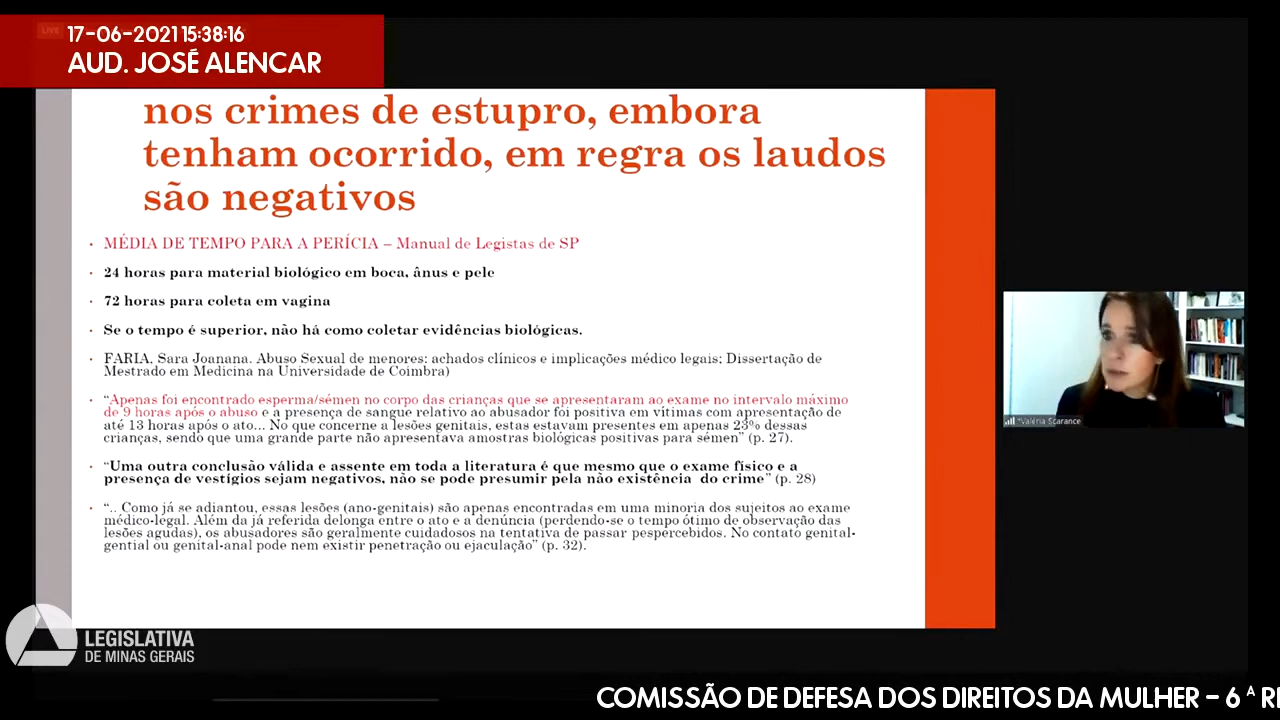 LIVE
17-06-2021 15:38:16
AUD. JOSÉ ALENCAR
nos crimes de estupro, embora
tenham ocorrido, em regra os laudos
são negativos
• MÉDIA DE TEMPO PARA A PERÍCIA – Manual de Legistas de SP
• 24 horas para material biológico em boca, ânus e pele
• 72 horas para coleta em vagina
• Se o tempo é superior, não há como coletar evidências biológicas.
• FARIA, Sara Joanana. Abuso Sexual de menores: achados clínicos e implicações médico legais; Dissertação de
Mestrado em Medicina na Universidade de Coimbra)
• “Apenas foi encontrado esperma/sémen no corpo das crianças que se apresentaram ao exame no intervalo máximo
de 9 horas após o abuso e a presença de sangue relativo ao abusador foi positiva em vítimas com apresentação de
até 13 horas após o ato... No que concerne a lesões genitais, estas estavam presentes em apenas 23% dessas
crianças, sendo que uma grande parte não apresentava amostras biológicas positivas para sémen” (p. 27).
• “Uma outra conclusão válida e assente em toda a literatura é que mesmo que o exame físico e a
presença de vestígios sejam negativos, não se pode presumir pela não existência do crime” (p. 28)
• “.. Como já se adiantou, essas lesões (ano-genitais) são apenas encontradas em uma minoria dos sujeitos ao exame
médico-legal. Além da já referida delonga entre o ato e a denúncia (perdendo-se o tempo ótimo de observação das
lesões agudas), os abusadores são geralmente cuidadosos na tentativa de passar pespercebidos. No contato genital-
gential ou genital-anal pode nem existir penetração ou ejaculação” (p. 32).
*Valéria Scarance
LEGISLATIVA
DE MINAS GERAIS
COMISSÃO DE DEFESA DOS DIREITOS DA MULHER – 6ª R